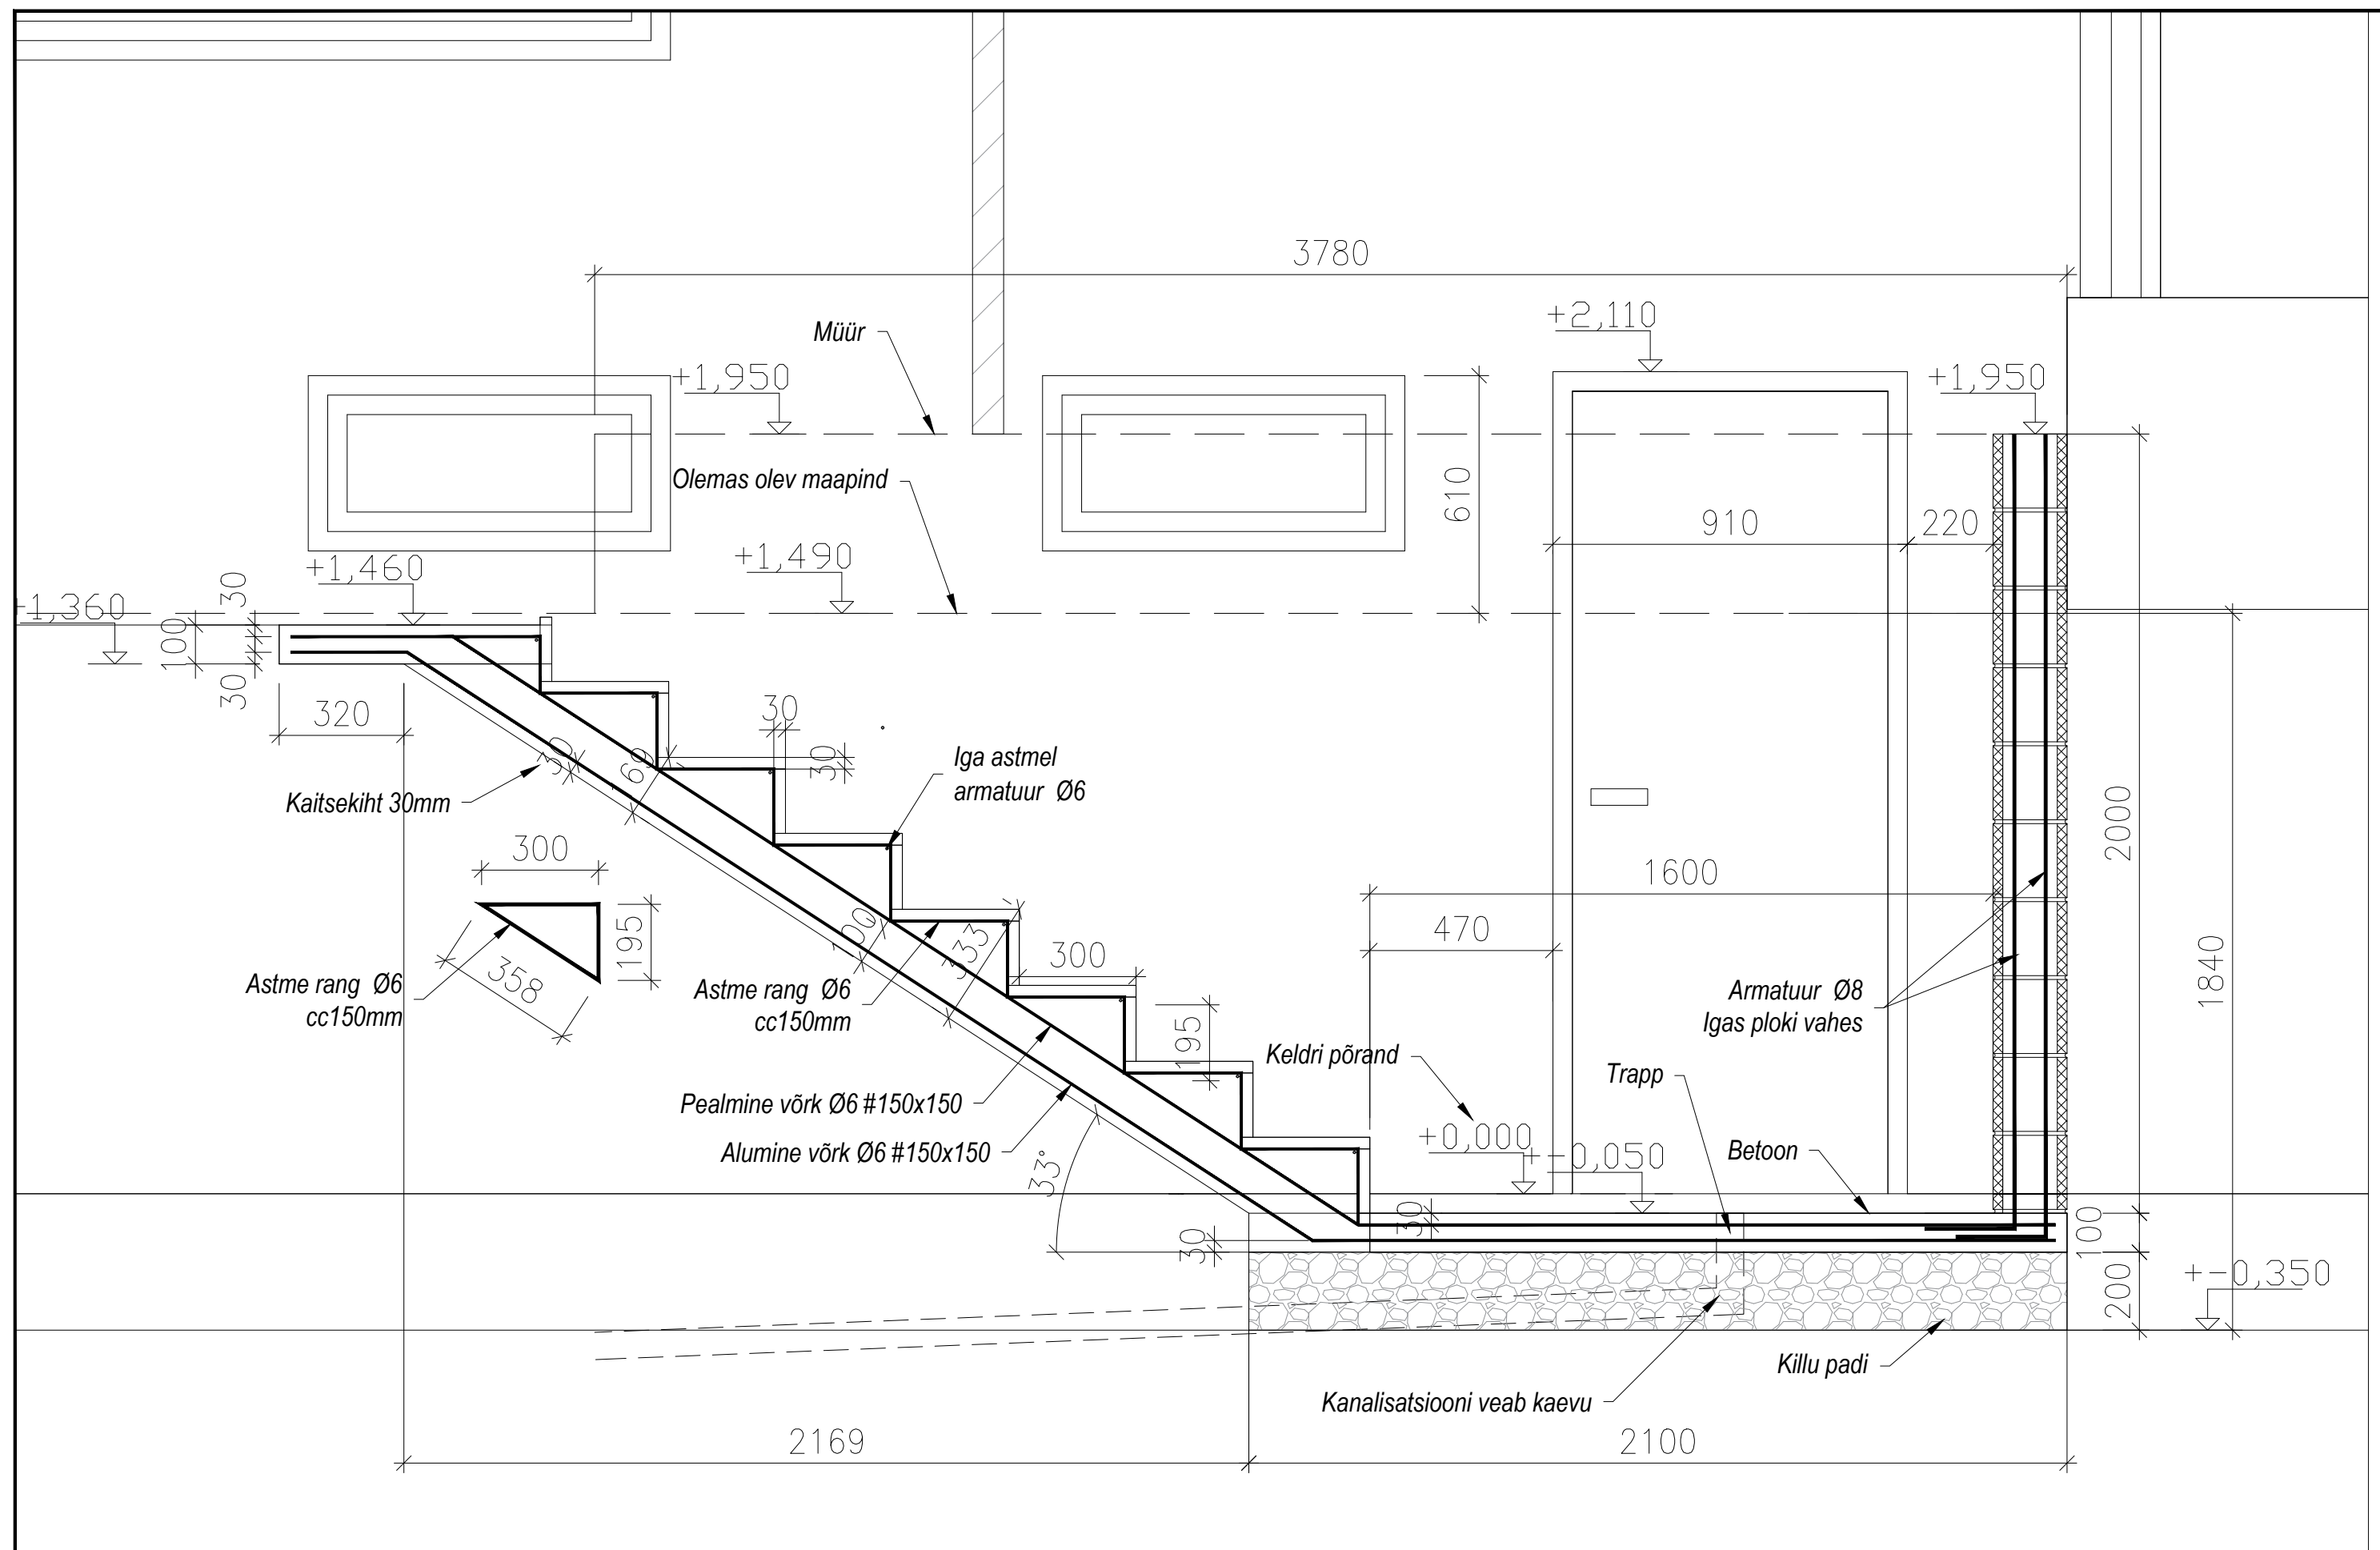 3780
+2,110
Müür
+1,950
+1,950
Olemas olev maapind
610
910
220
+1,490
+1,460
30
+1,360
100
30
320
30
30
30
69
Iga astmel
armatuur Ø6
Kaitsekiht 30mm
2000
300
195
358
1600
100
333
470
300
1840
Astme rang Ø6
cc150mm
Astme rang Ø6
cc150mm
Armatuur Ø8
Igas ploki vahes
195
Keldri põrand
Trapp
Pealmine võrk Ø6 #150x150
+0,000
+-0,050
Betoon
Alumine võrk Ø6 #150x150
33°
30
30
100
200
+-0,350
Killu padi
Kanalisatsiooni veab kaevu
2169
2100